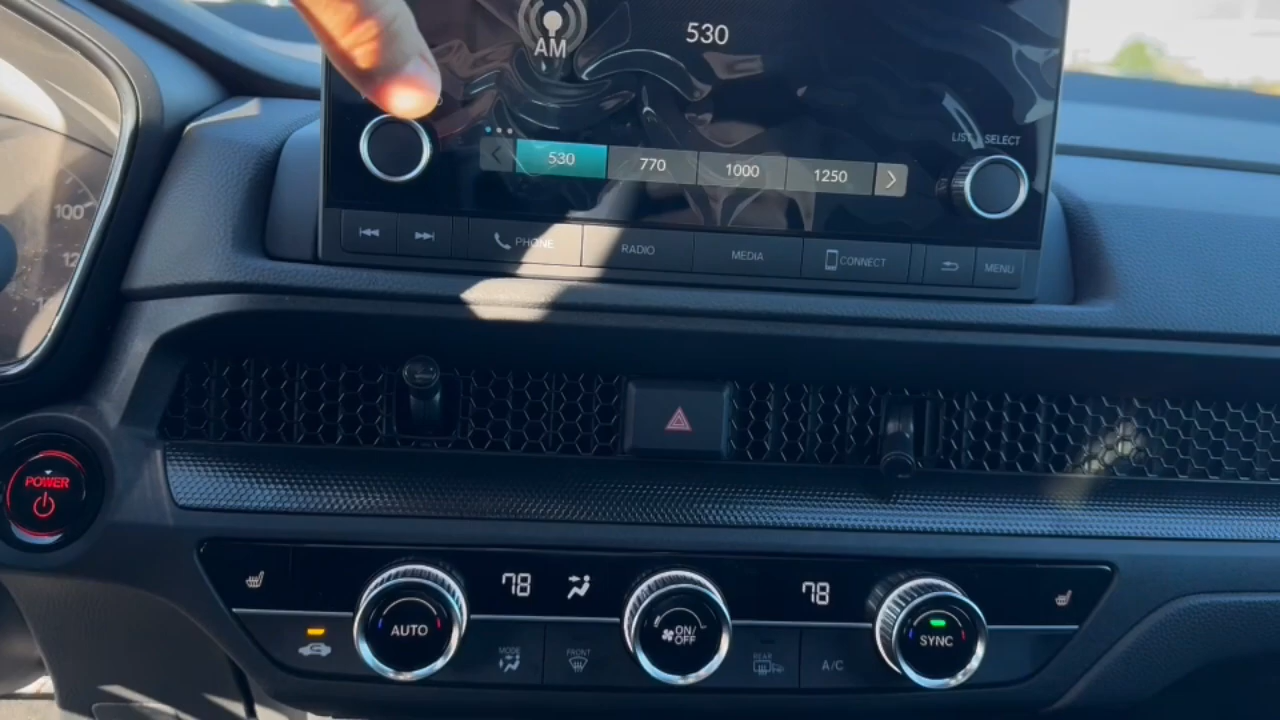 AM
530
LIST SELECT
530
770
1000
1250
PHONE
RADIO
MEDIA
CONNECT
MENU
100
12
POWER
78
78
AUTO
ON/
OFF
SYNC
MODE
FRONT
REAR
A/C